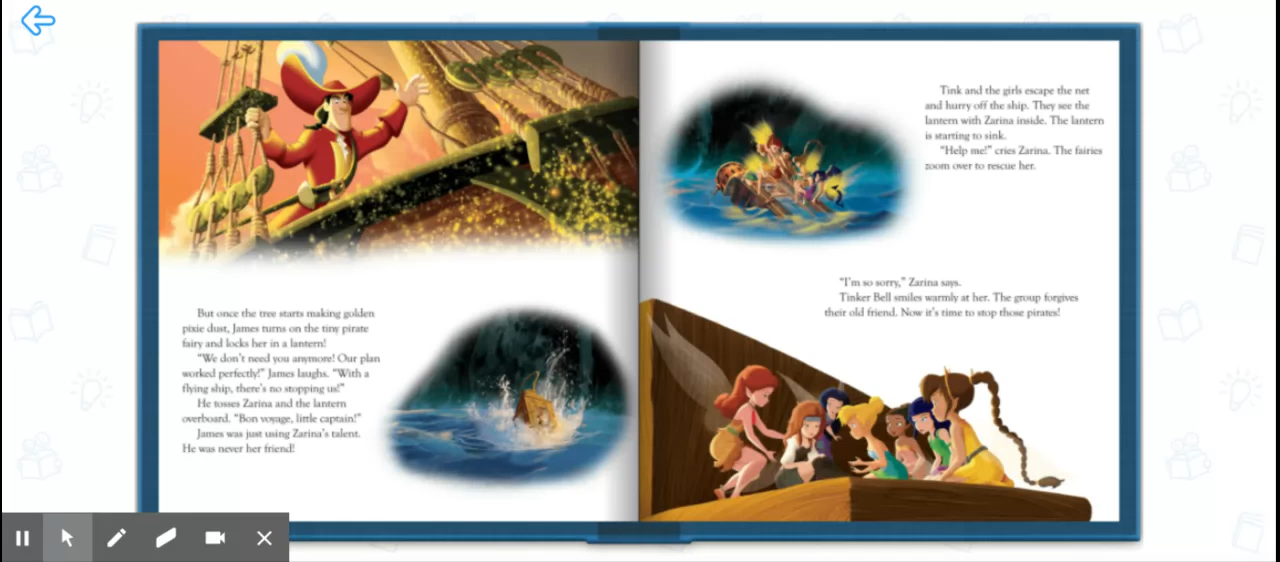 But once the tree starts making golden
pixie dust, James turns on the tiny pirate
fairy and locks her in a lantern!
“We don’t need you anymore! Our plan
worked perfectly!” James laughs. “With a
flying ship, there’s no stopping us!”
He tosses Zarina and the lantern
overboard. “Bon voyage, little captain!”
James was just using Zarina’s talent.
He was never her friend!
Tink and the girls escape the net
and hurry off the ship. They see the
lantern with Zarina inside. The lantern
is starting to sink.
“Help me!” cries Zarina. The fairies
zoom over to rescue her.
“I’m so sorry,” Zarina says.
Tinker Bell smiles warmly at her. The group forgives
their old friend. Now it’s time to stop those pirates!